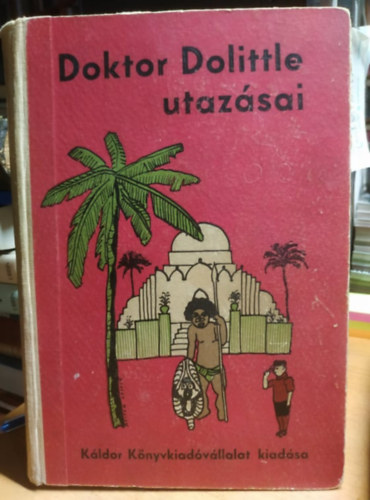 Doktor Dolittle
utazásai
Káldor Könyvkiadóvállalat kiadása